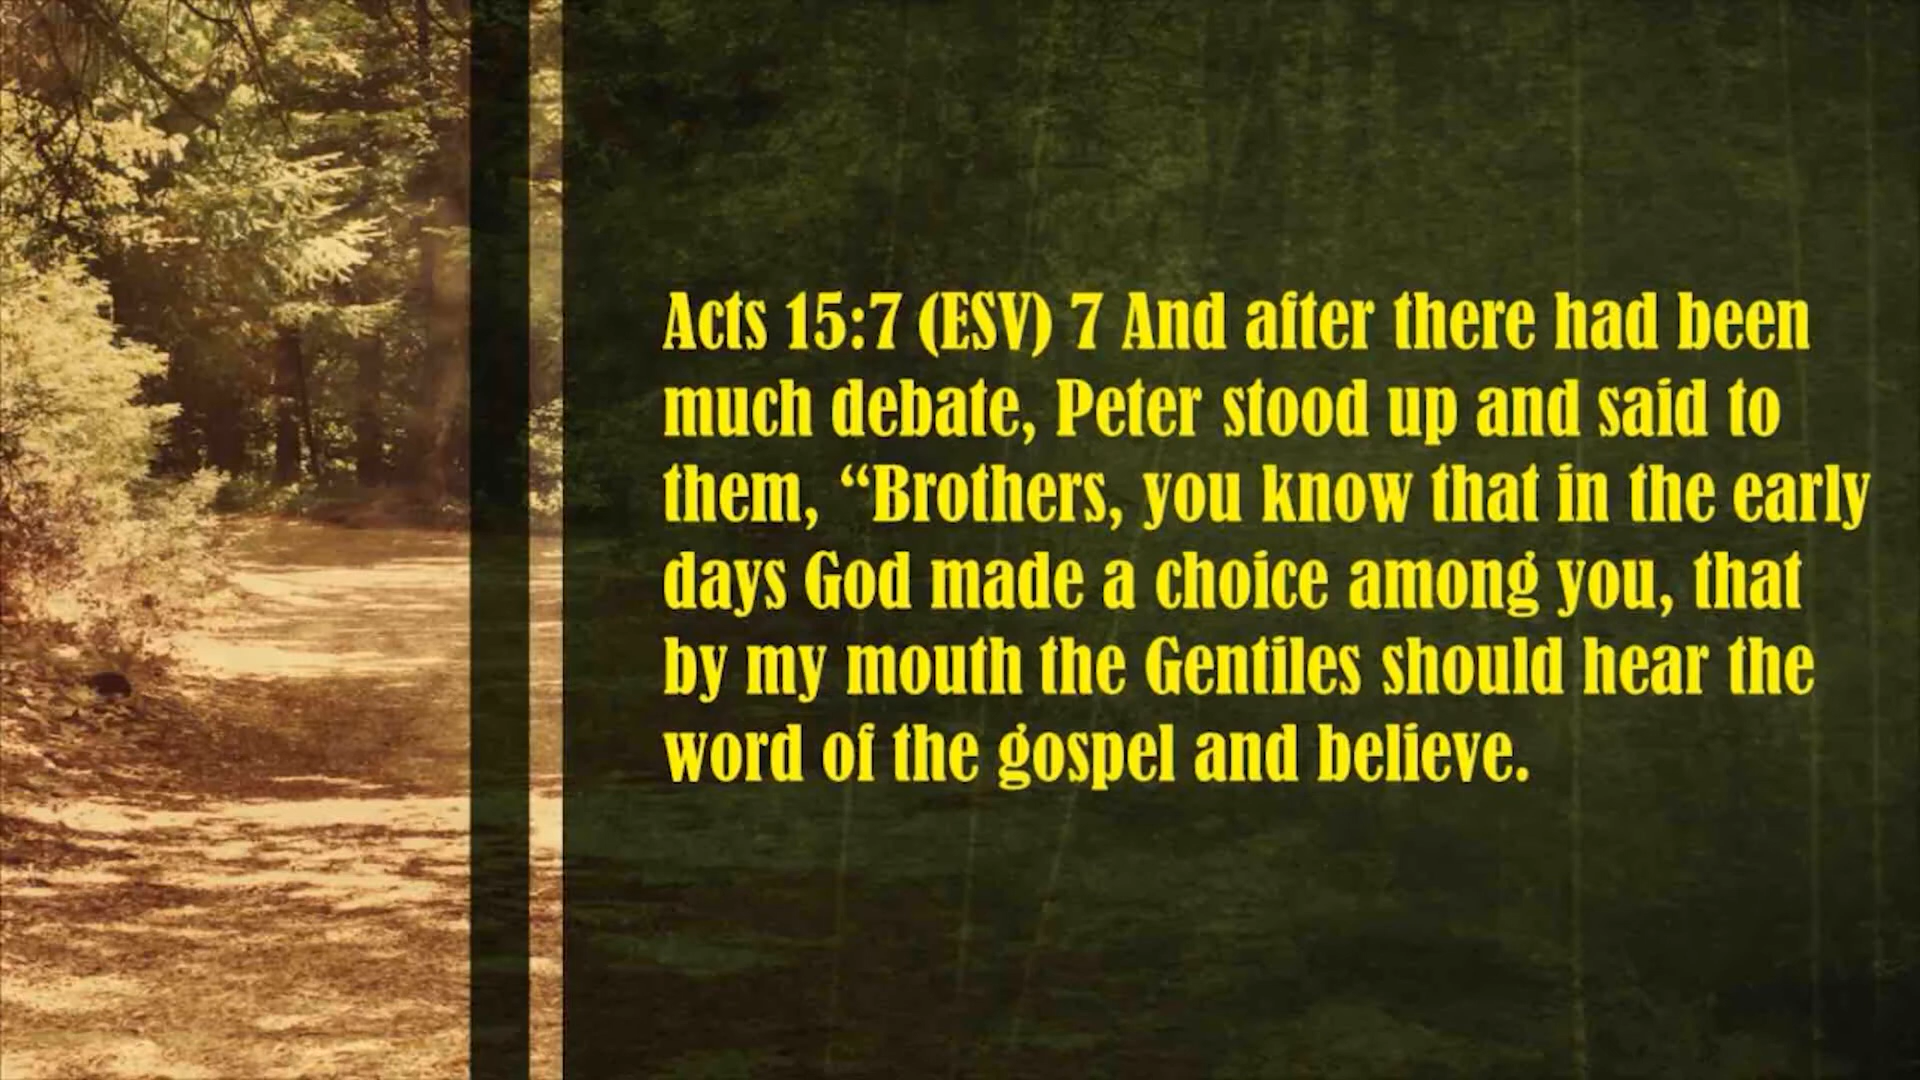 Acts 15:7 (ESV) 7 And after there had been
much debate, Peter stood up and said to
them, “Brothers, you know that in the early
days God made a choice among you, that
by my mouth the Gentiles should hear the
word of the gospel and believe.